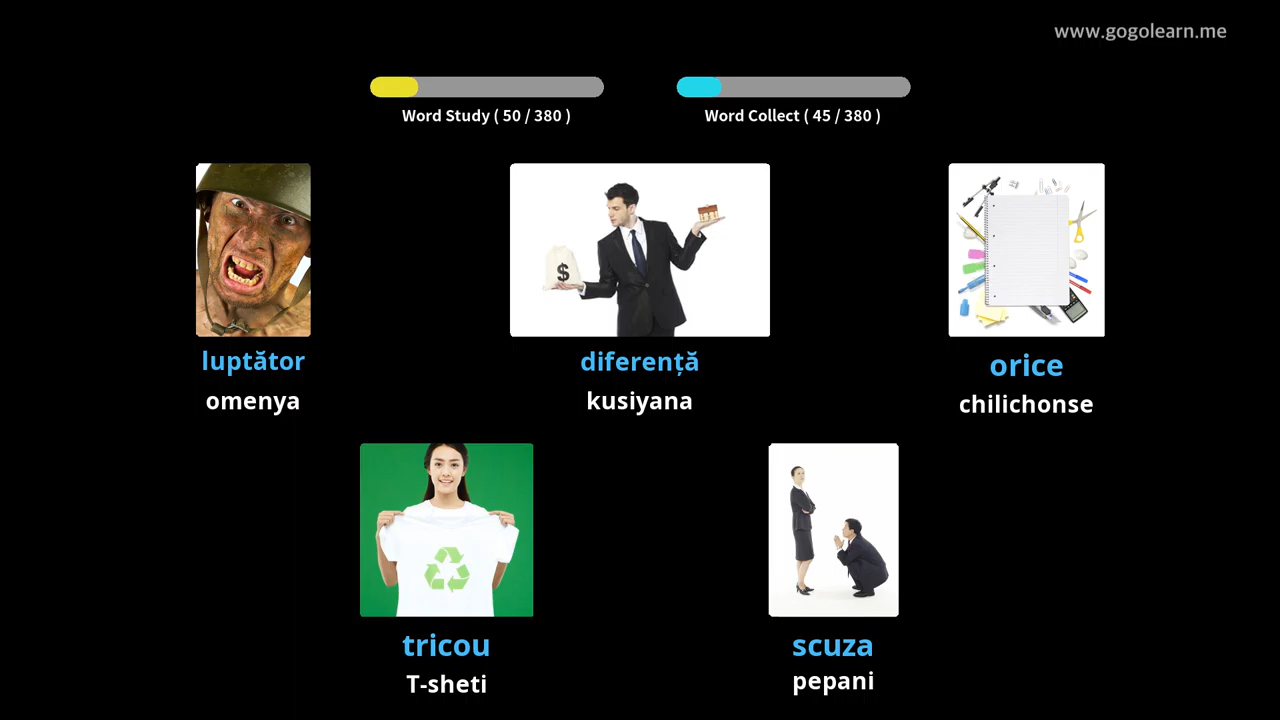 www.gogolearn.me
Word Study ( 50 / 380 )
Word Collect ( 45 / 380 )
$
luptător
omenya
diferență
kusiyana
orice
chilichonse
tricou
T-sheti
scuza
pepani